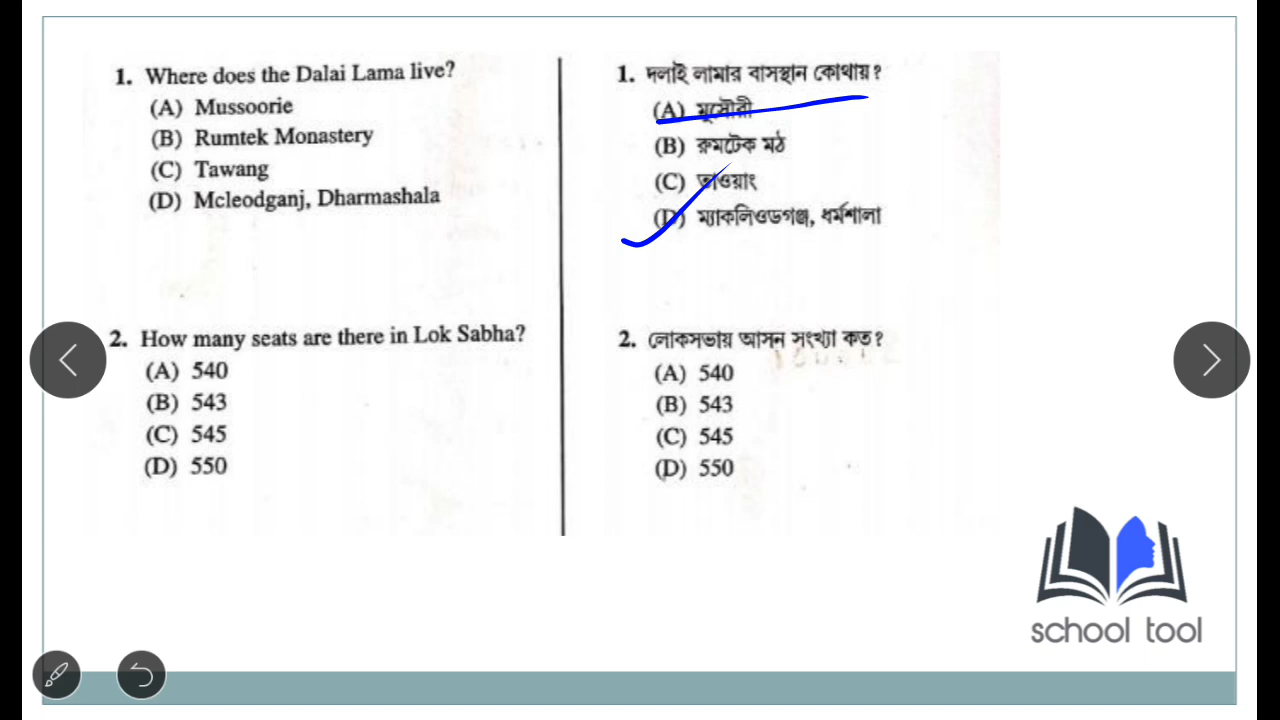 1. Where does the Dalai Lama live?
(A) Mussoorie
(B) Rumtek Monastery
(C) Tawang
(D) Mcleodganj, Dharmashala
2. How many seats are there in Lok Sabha?
(A) 540
(B) 543
(C) 545
(D) 550
1. দলাই লামার বাসস্থান কোথায়?
(A) মুসৌরী
(B) রুমটেক মঠ
(C) তাওয়াং
(D) ম্যাকলিওডগঞ্জ, ধর্মশালা
2. লোকসভায় আসন সংখ্যা কত?
(A) 540
(B) 543
(C) 545
(D) 550
school tool